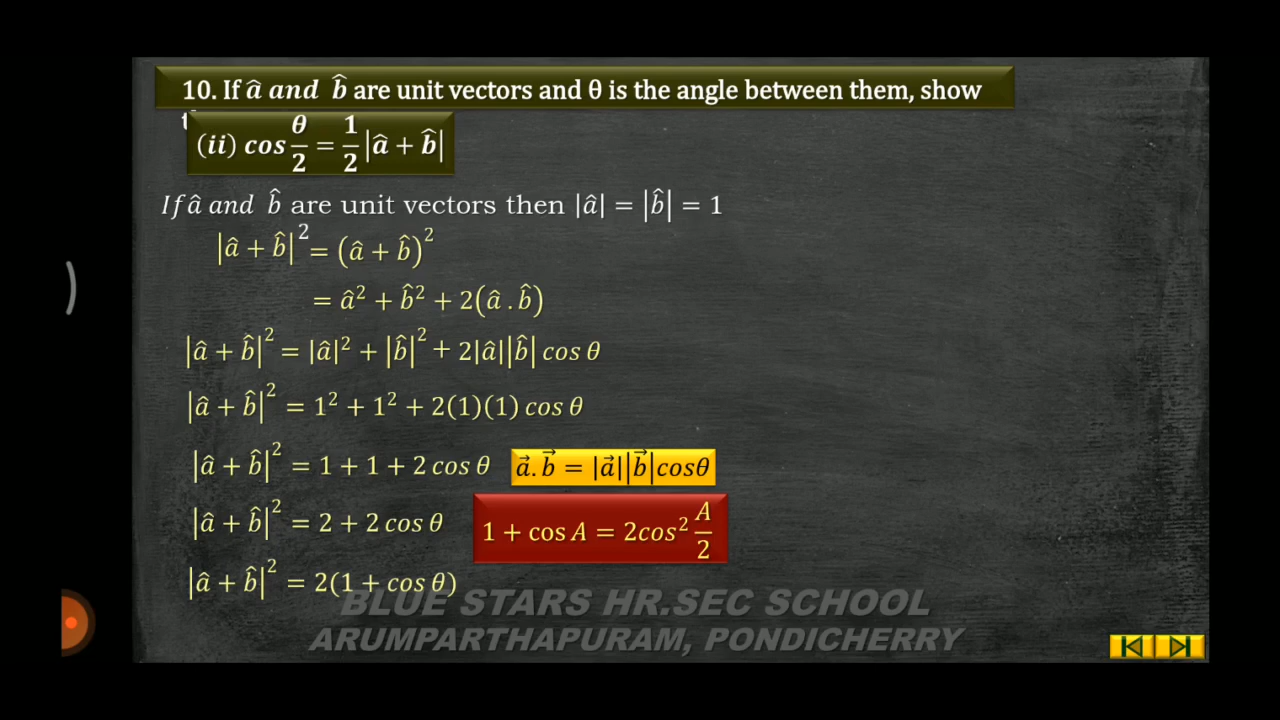 10. If â and b̂ are unit vectors and θ is the angle between them, show
(ii) cos θ/2 = 1/2 |â + b̂|
If â and b̂ are unit vectors then |â| = |b̂| = 1
|â + b̂|² = (â + b̂)²
= â² + b̂² + 2(â . b̂)
|â + b̂|² = |â|² + |b̂|² + 2|â||b̂| cos θ
|â + b̂|² = 1² + 1² + 2(1)(1) cos θ
|â + b̂|² = 1 + 1 + 2 cos θ
a⃗. b⃗ = |a⃗||b⃗|cosθ
|â + b̂|² = 2 + 2 cos θ
1 + cos A = 2cos² A/2
|â + b̂|² = 2(1 + cos θ)
BLUE STARS HR.SEC SCHOOL
ARUMPARTHAPURAM, PONDICHERRY